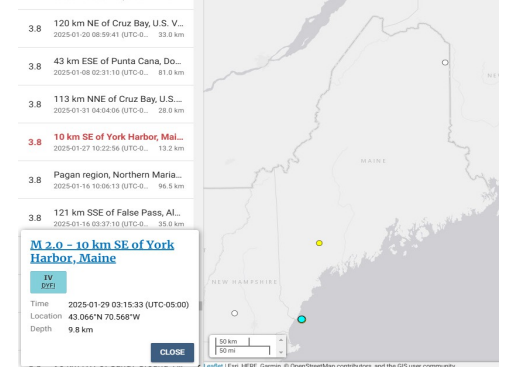 120 km NE of Cruz Bay, U.S. V...
3.8
2025-01-20 08:59:41 (UTC-0... 33.0 km
43 km ESE of Punta Cana, Do...
3.8
2025-01-08 02:31:10 (UTC-0... 81.0 km
113 km NNE of Cruz Bay, U.S....
3.8
2025-01-31 04:04:06 (UTC-0... 28.0 km
10 km SE of York Harbor, Mai...
3.8
2025-01-27 10:22:56 (UTC-0... 13.2 km
Pagan region, Northern Maria...
3.8
2025-01-16 10:06:13 (UTC-0... 96.5 km
121 km SSE of False Pass, Al...
3.8
2025-01-16 03:37:10 (UTC-0... 35.0 km
M 2.0 - 10 km SE of York
Harbor, Maine
IV
DYFI
Time 2025-01-29 03:15:33 (UTC-05:00)
Location 43.066°N 70.568°W
Depth 9.8 km
CLOSE
MAINE
NEW HAMPSHIRE
50 km
50 mi
Leaflet | Esri, HERE, Garmin, © OpenStreetMap contributors, and the GIS user community